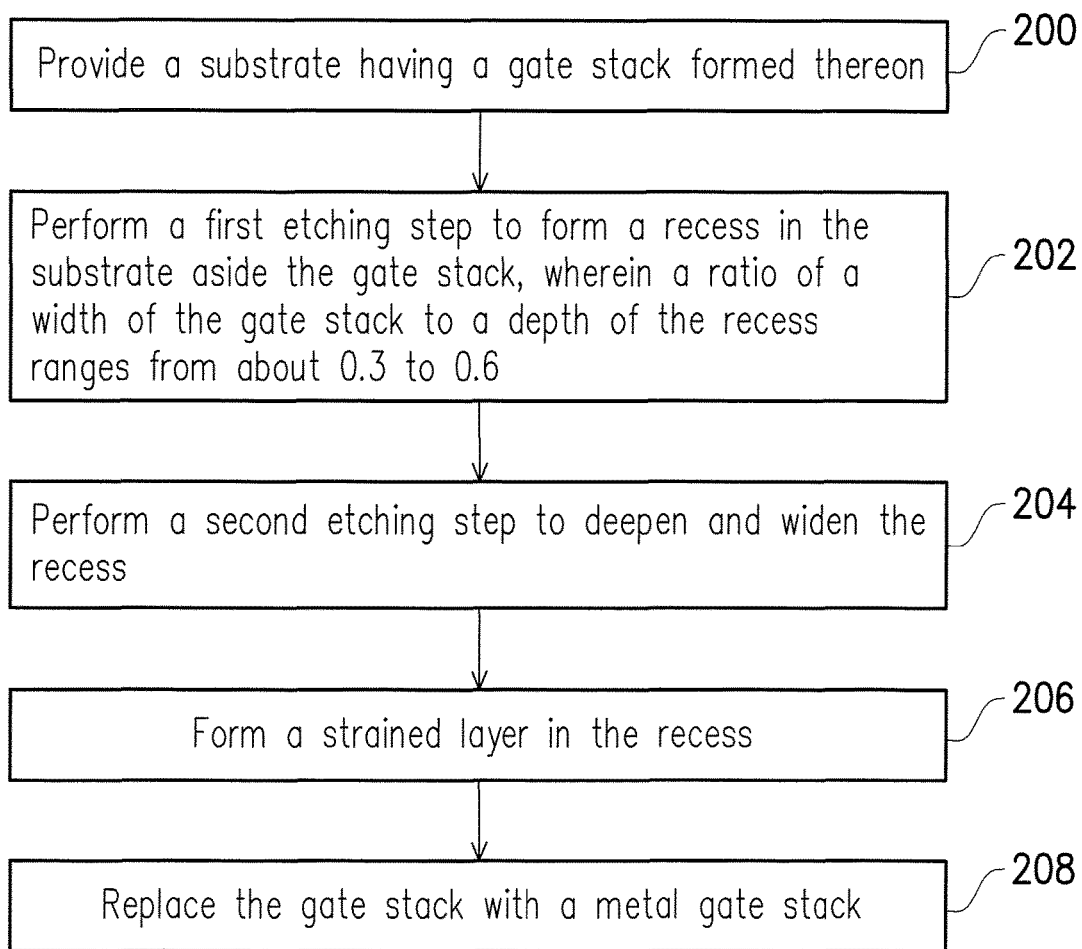 Provide a substrate having a gate stack formed thereon
200
Perform a first etching step to form a recess in the
substrate aside the gate stack, wherein a ratio of a
width of the gate stack to a depth of the recess
ranges from about 0.3 to 0.6
202
Perform a second etching step to deepen and widen the
recess
204
Form a strained layer in the recess
206
Replace the gate stack with a metal gate stack
208